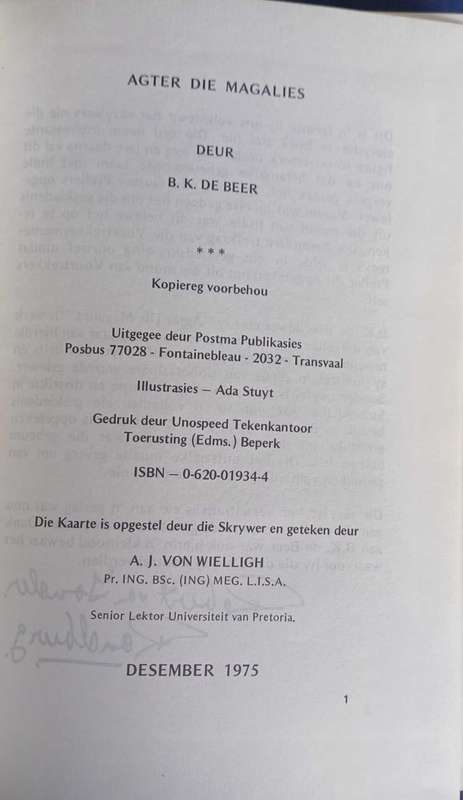 AGTER DIE MAGALIES
DEUR
B. K. DE BEER
***
Kopiereg voorbehou
Uitgegee deur Postma Publikasies
Posbus 77028 - Fontainebleau - 2032 - Transvaal
Illustrasies – Ada Stuyt
Gedruk deur Unospeed Tekenkantoor
Toerusting (Edms.) Beperk
ISBN – 0-620-01934-4
Die Kaarte is opgestel deur die Skrywer en geteken deur
A. J. VON WIELLIGH
Pr. ING. BSc. (ING) MEG. L.I.S.A.
Senior Lektor Universiteit van Pretoria.
DESEMBER 1975
1